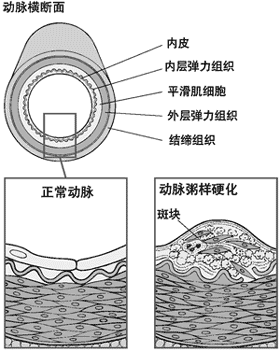 动脉横断面
内皮
内层弹力组织
平滑肌细胞
外层弹力组织
结缔组织
正常动脉
动脉粥样硬化
斑块